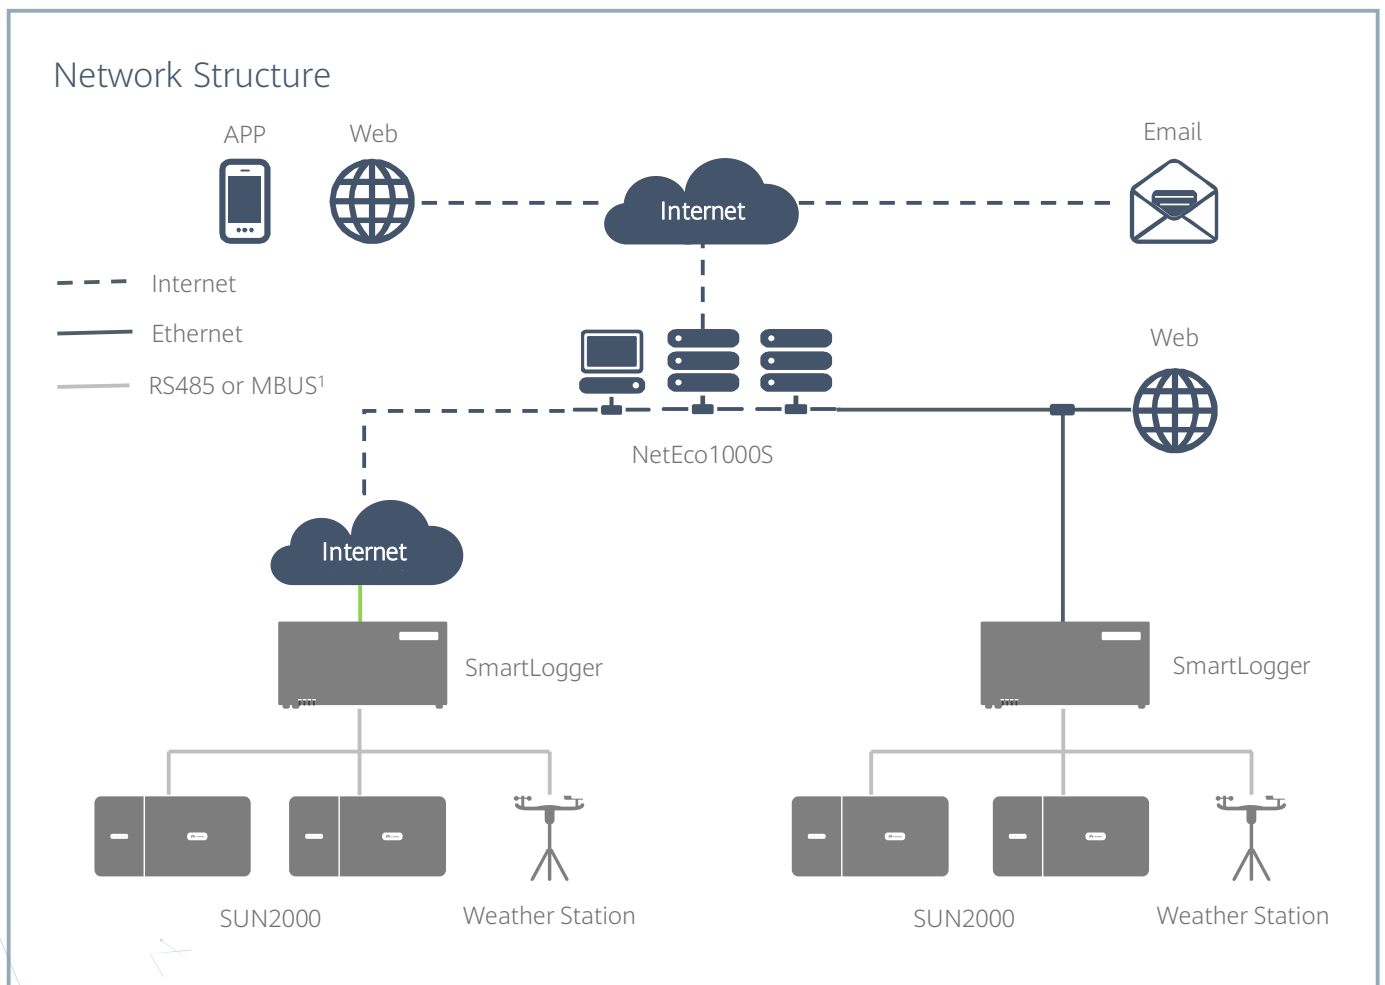 Network Structure
APP
Web
Email
Internet
Internet
Ethernet
RS485 or MBUS¹
Web
NetEco1000S
Internet
SmartLogger
SmartLogger
SUN2000
Weather Station
SUN2000
Weather Station